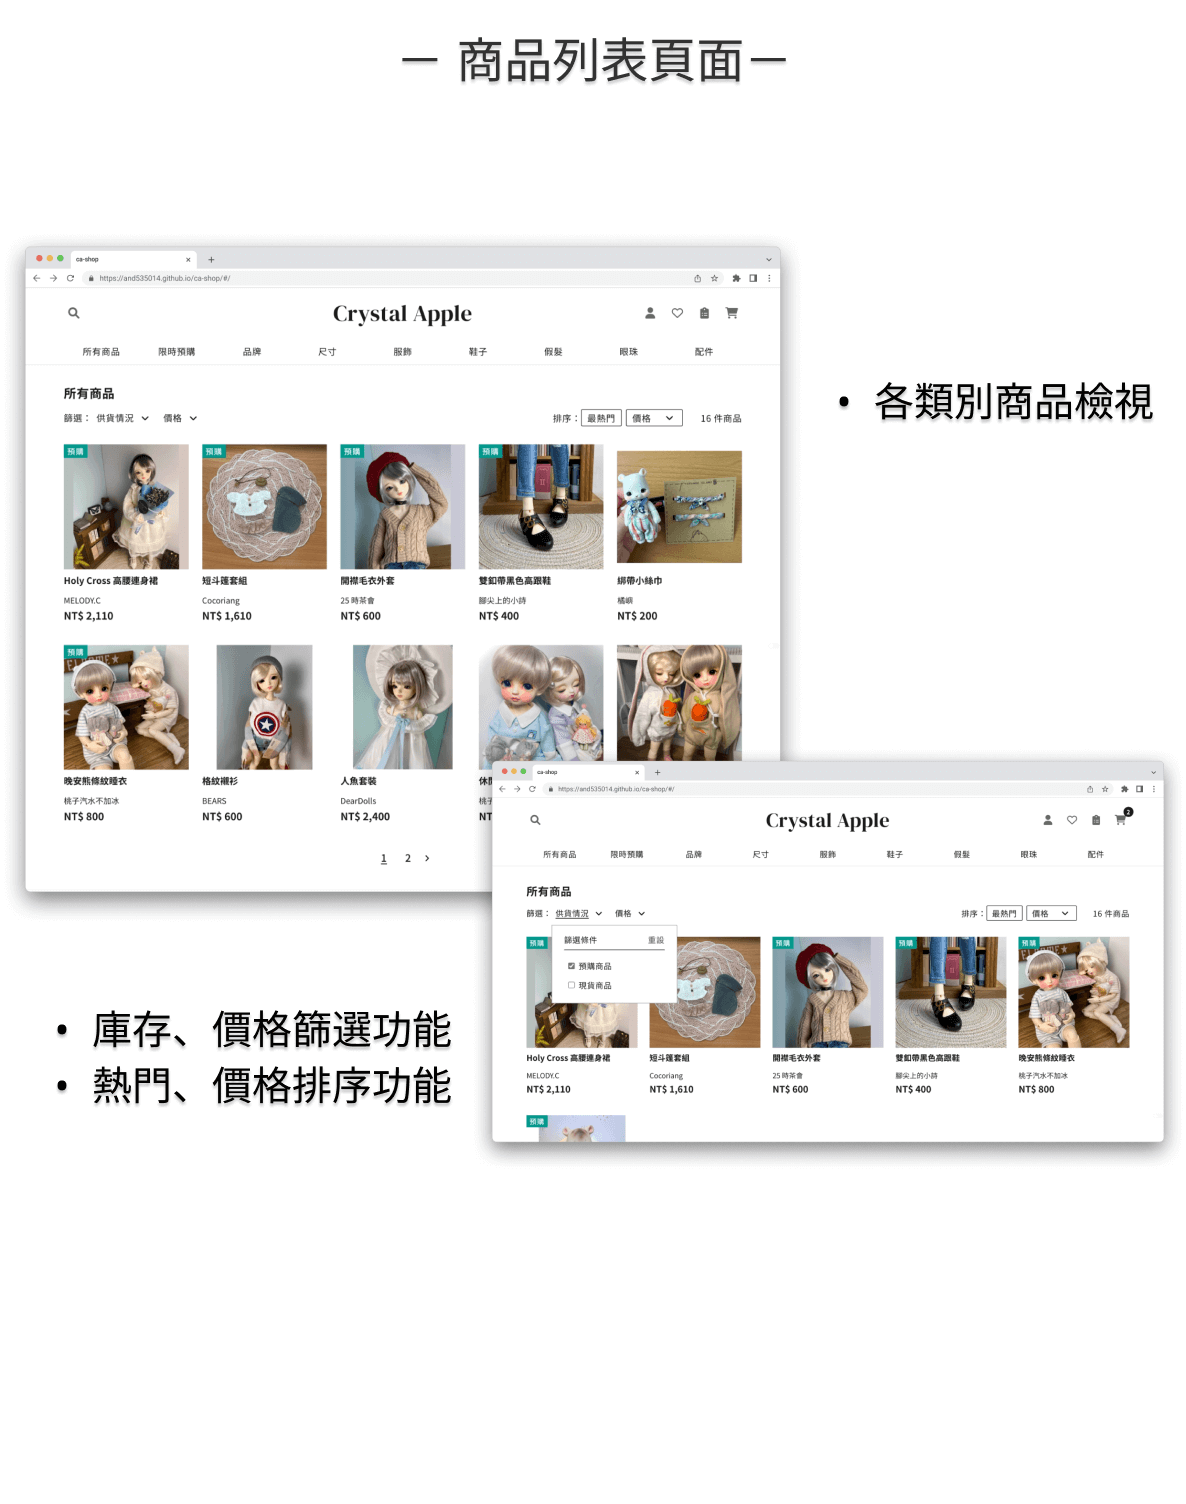 — 商品列表頁面 —
ca-shop
https://and535014.github.io/ca-shop/#/
Crystal Apple
所有商品 限時預購 品牌 尺寸 服飾 鞋子 假髮 眼珠 配件
所有商品
篩選： 供貨情況 價格 排序： 最熱門 價格 16 件商品
預購 預購 預購 預購
Holy Cross 高腰連身裙 短斗篷套組 開襟毛衣外套 雙釦帶黑色高跟鞋 綁帶小絲巾
MELODY.C Cocoriang 25 時茶會 腳尖上的小詩 橘嶼
NT$ 2,110 NT$ 1,610 NT$ 600 NT$ 400 NT$ 200
預購
晚安熊條紋睡衣 格紋襯衫 人魚套裝
桃子汽水不加冰 BEARS DearDolls
NT$ 800 NT$ 600 NT$ 2,400
1 2
• 各類別商品檢視
ca-shop
https://and535014.github.io/ca-shop/#/
2
Crystal Apple
所有商品 限時預購 品牌 尺寸 服飾 鞋子 假髮 眼珠 配件
所有商品
篩選： 供貨情況 價格 排序： 最熱門 價格 16 件商品
篩選條件 重設
預購商品
現貨商品
預購 預購 預購 預購
Holy Cross 高腰連身裙 短斗篷套組 開襟毛衣外套 雙釦帶黑色高跟鞋 晚安熊條紋睡衣
MELODY.C Cocoriang 25 時茶會 腳尖上的小詩 桃子汽水不加冰
NT$ 2,110 NT$ 1,610 NT$ 600 NT$ 400 NT$ 800
預購
• 庫存、價格篩選功能
• 熱門、價格排序功能